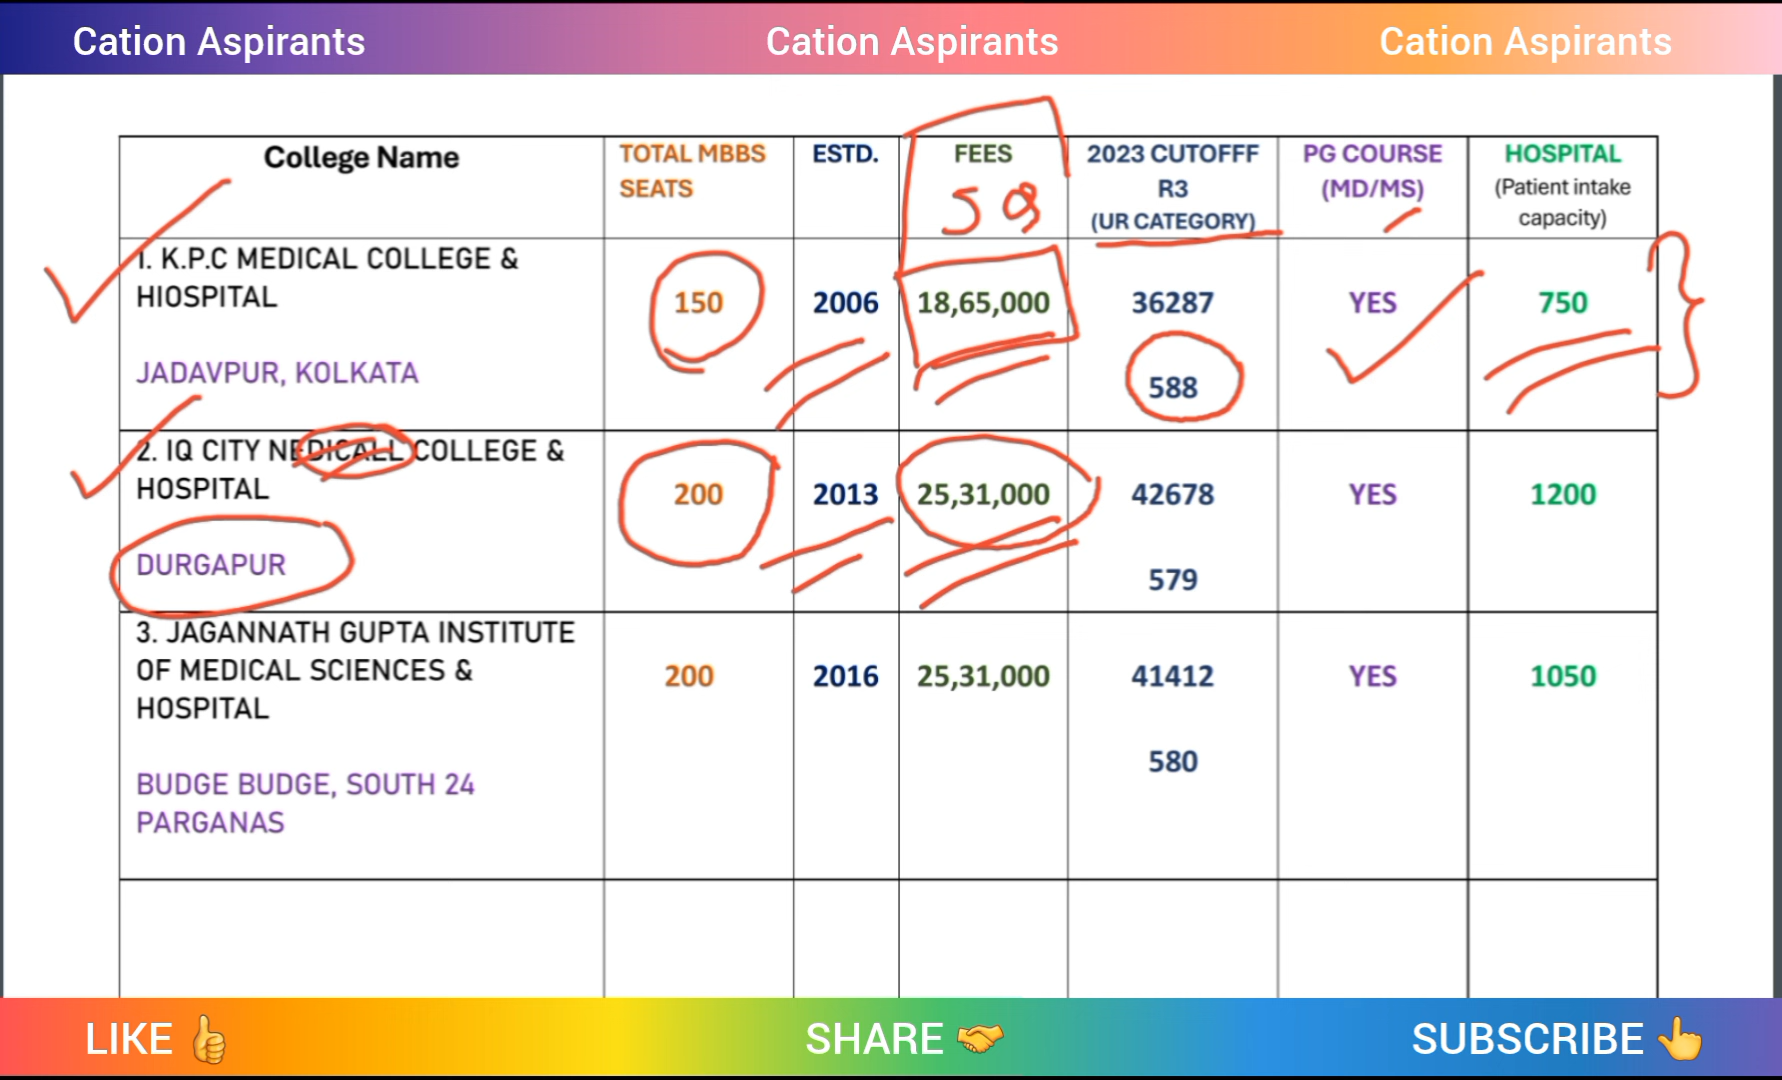 Cation Aspirants Cation Aspirants Cation Aspirants
College Name
TOTAL MBBS
SEATS
ESTD.
FEES
5
2023 CUTOFFF
R3
(UR CATEGORY)
PG COURSE
(MD/MS)
HOSPITAL
(Patient intake
capacity)
1. K.P.C MEDICAL COLLEGE &
HIOSPITAL
JADAVPUR, KOLKATA
150
2006
18,65,000
36287
588
YES
750
2. IQ CITY NEDICALL COLLEGE &
HOSPITAL
DURGAPUR
200
2013
25,31,000
42678
579
YES
1200
3. JAGANNATH GUPTA INSTITUTE
OF MEDICAL SCIENCES &
HOSPITAL
BUDGE BUDGE, SOUTH 24
PARGANAS
200
2016
25,31,000
41412
580
YES
1050
LIKE SHARE SUBSCRIBE